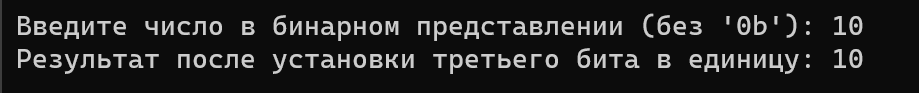 Введите число в бинарном представлении (без '0b'): 10
Результат после установки третьего бита в единицу: 10